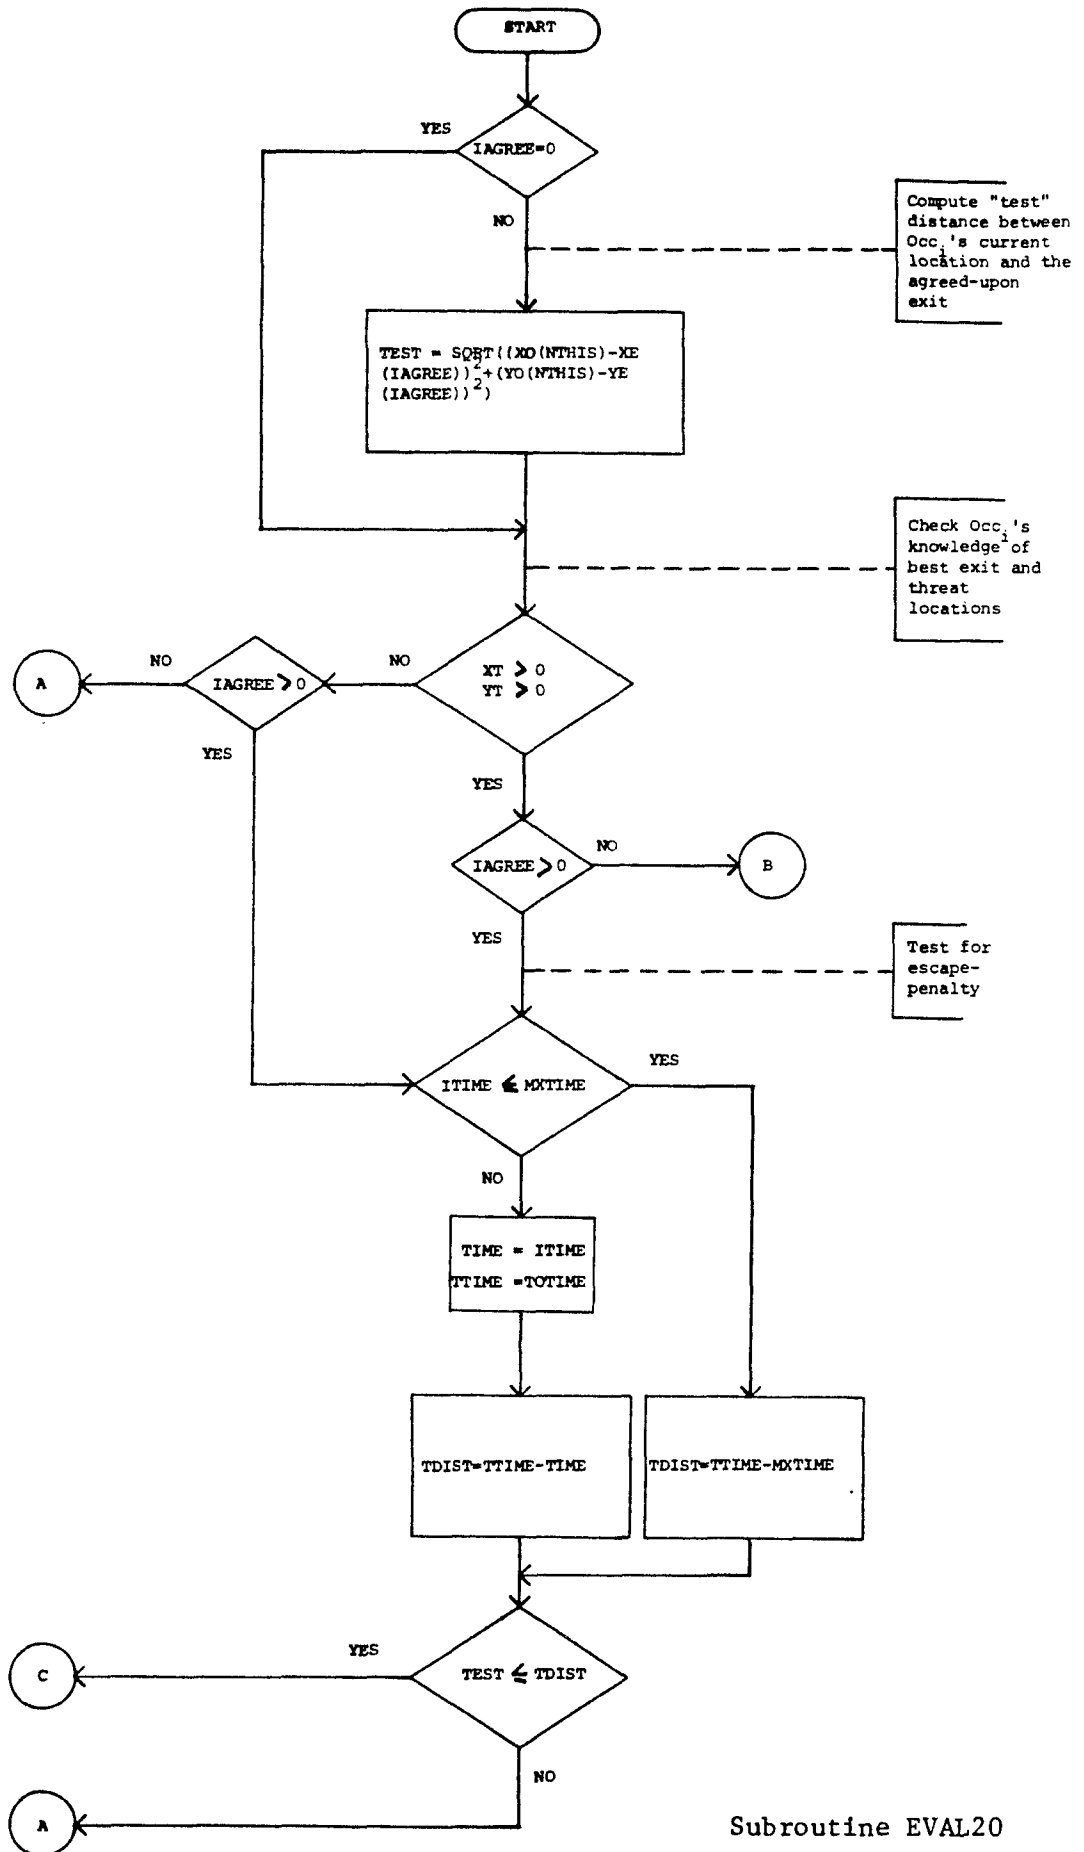 START
YES
IAGREE=0
NO
Compute "test"
distance between
Occi's current
location and the
agreed-upon
exit
TEST = SQRT((XO(NTHIS)-XE
(IAGREE))2+(YO(NTHIS)-YE
(IAGREE))2)
Check Occi's
knowledge of
best exit and
threat
locations
A
NO
IAGREE > 0
NO
XT > 0
YT > 0
YES
YES
IAGREE > 0
NO
B
YES
Test for
escape-
penalty
ITIME ≤ MXTIME
YES
NO
TIME = ITIME
TTIME =TOTIME
TDIST=TTIME-TIME
TDIST=TTIME-MXTIME
C
YES
TEST ≤ TDIST
NO
A
Subroutine EVAL20